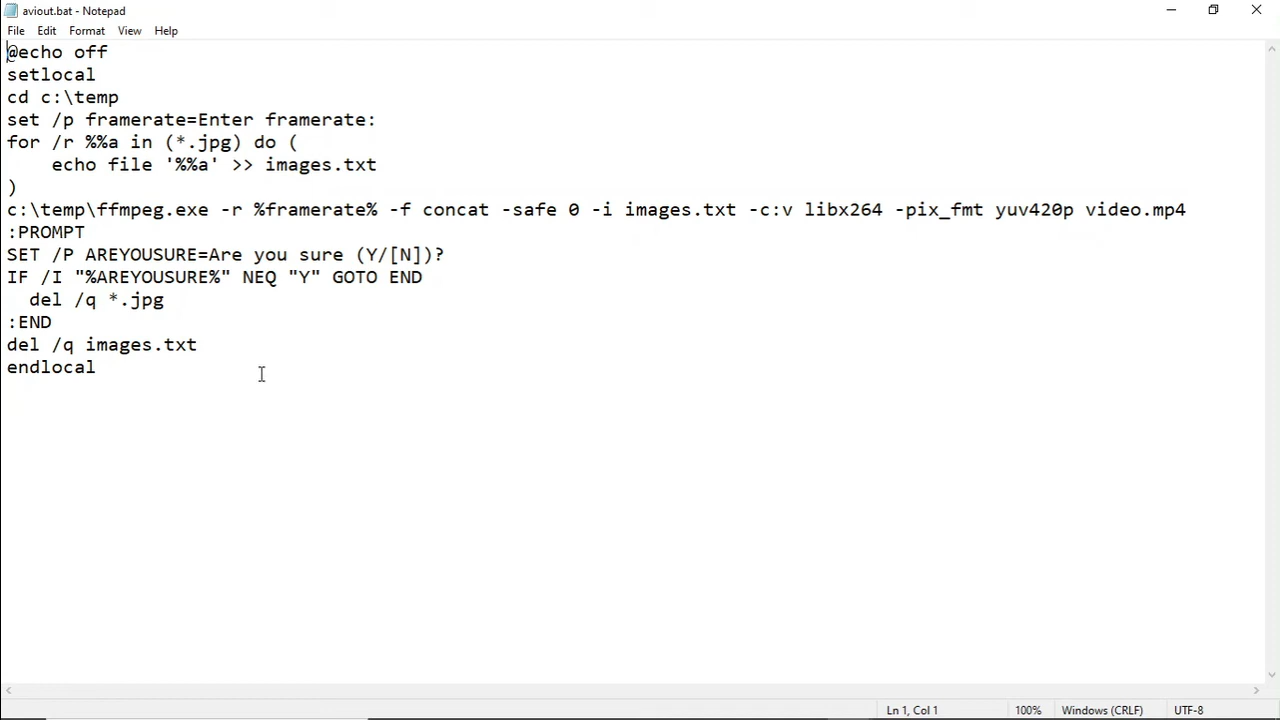 aviout.bat - Notepad
File Edit Format View Help
@echo off
setlocal
cd c:\temp
set /p framerate=Enter framerate:
for /r %%a in (*.jpg) do (
    echo file '%%a' >> images.txt
)
c:\temp\ffmpeg.exe -r %framerate% -f concat -safe 0 -i images.txt -c:v libx264 -pix_fmt yuv420p video.mp4
:PROMPT
SET /P AREYOUSURE=Are you sure (Y/[N])?
IF /I "%AREYOUSURE%" NEQ "Y" GOTO END
  del /q *.jpg
:END
del /q images.txt
endlocal
Ln 1, Col 1 100% Windows (CRLF) UTF-8